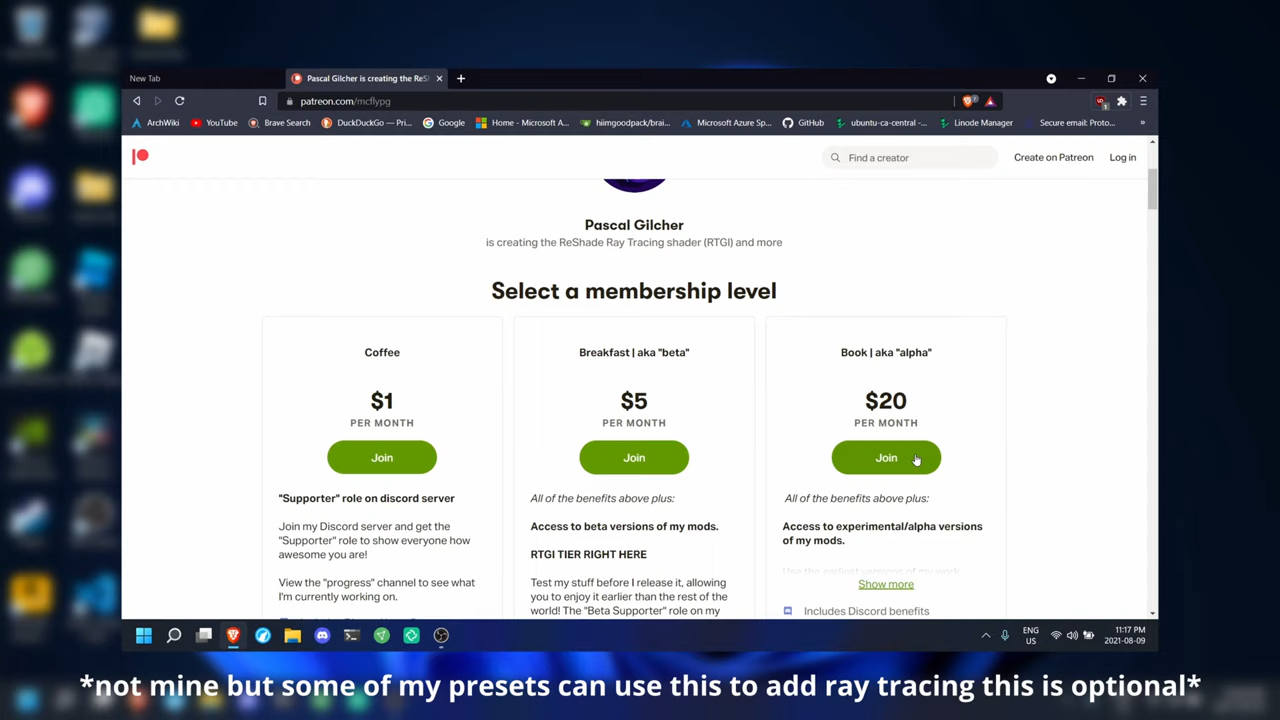 New Tab
Pascal Gilcher is creating the ReS
patreon.com/mcflypg
ArchWiki
YouTube
Brave Search
DuckDuckGo — Pri...
Google
Home - Microsoft A...
hiimgoodpack/brai...
Microsoft Azure Sp...
GitHub
ubuntu-ca-central -...
Linode Manager
Secure email: Proto...
»
Find a creator
Create on Patreon
Log in
Pascal Gilcher
is creating the ReShade Ray Tracing shader (RTGI) and more
Select a membership level
Coffee
$1
PER MONTH
Join
"Supporter" role on discord server
Join my Discord server and get the
"Supporter" role to show everyone how
awesome you are!
View the "progress" channel to see what
I'm currently working on.
Breakfast | aka "beta"
$5
PER MONTH
Join
All of the benefits above plus:
Access to beta versions of my mods.
RTGI TIER RIGHT HERE
Test my stuff before I release it, allowing
you to enjoy it earlier than the rest of the
world! The "Beta Supporter" role on my
Book | aka "alpha"
$20
PER MONTH
Join
All of the benefits above plus:
Access to experimental/alpha versions
of my mods.
Use the earliest versions of my work
Show more
Includes Discord benefits
ENG
US
11:17 PM
2021-08-09
*not mine but some of my presets can use this to add ray tracing this is optional*